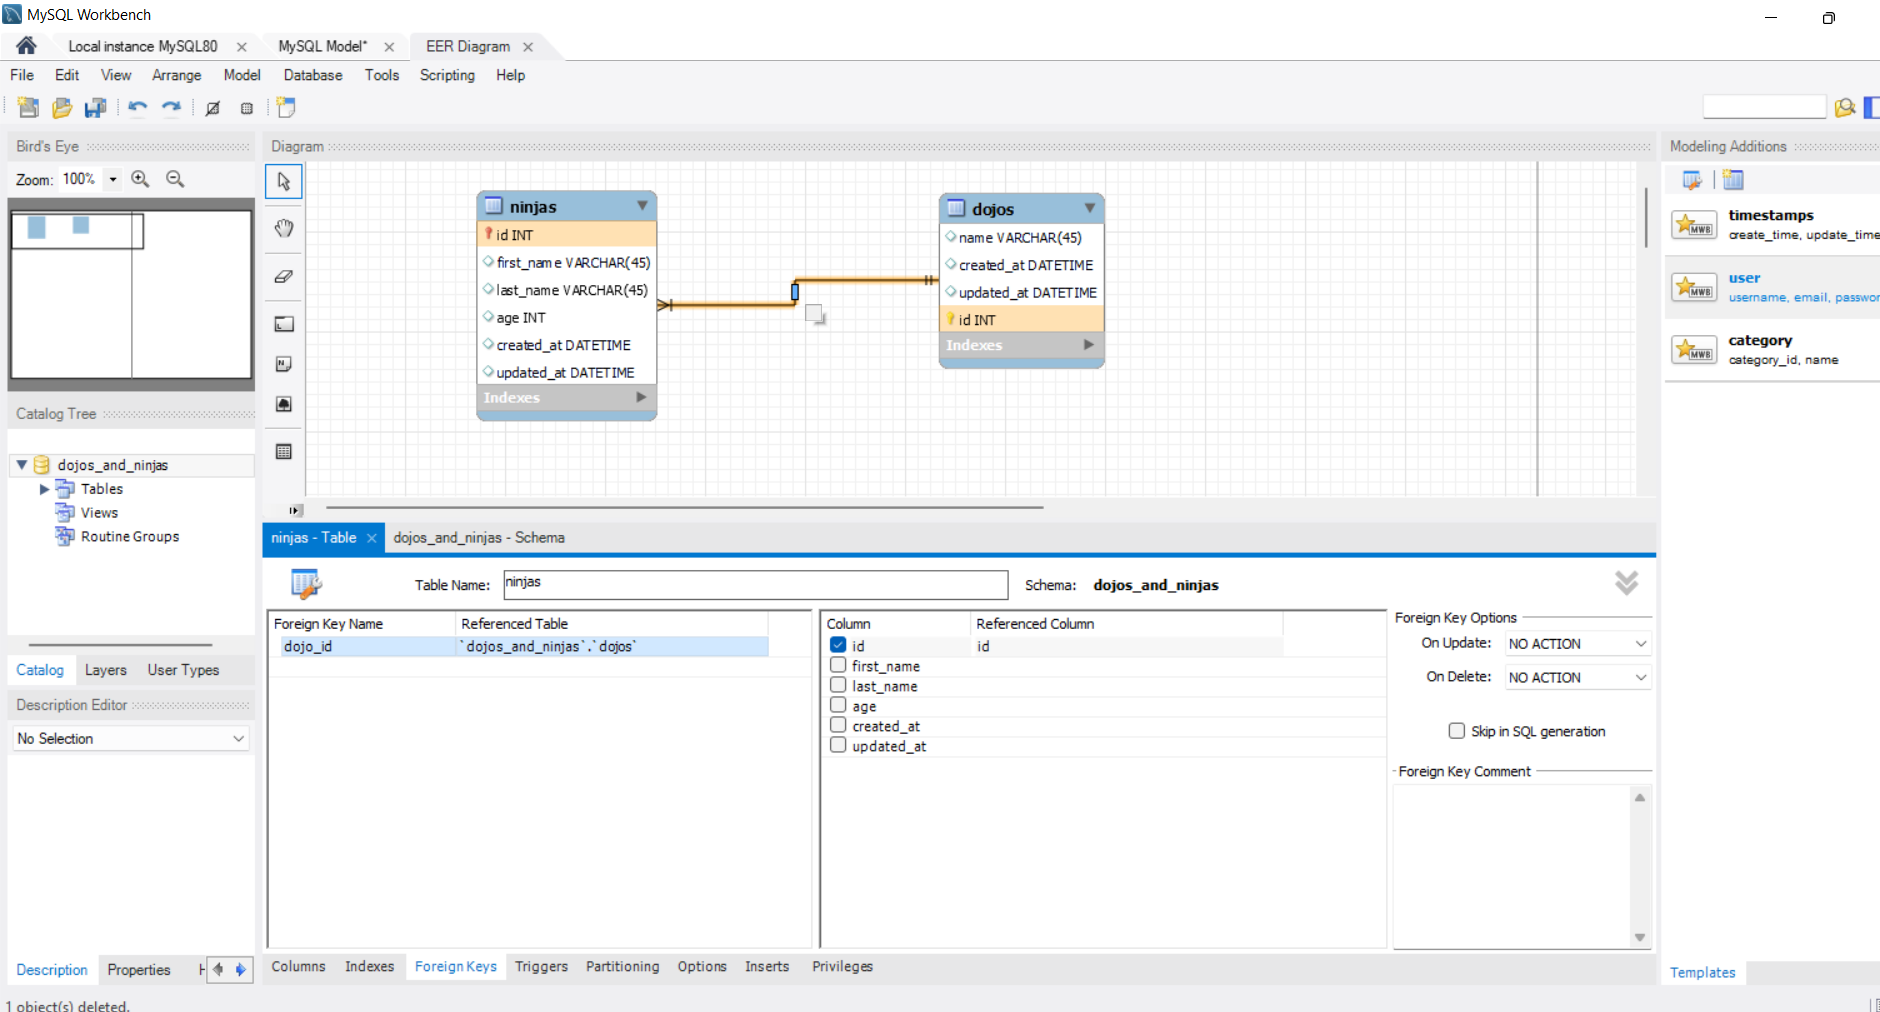 MySQL Workbench
Local instance MySQL80
MySQL Model*
EER Diagram
File Edit View Arrange Model Database Tools Scripting Help
Bird's Eye
Zoom: 100%
Catalog Tree
dojos_and_ninjas
Tables
Views
Routine Groups
Catalog Layers User Types
Description Editor
No Selection
Description Properties H
1 object(s) deleted.
Diagram
ninjas
id INT
first_name VARCHAR(45)
last_name VARCHAR(45)
age INT
created_at DATETIME
updated_at DATETIME
Indexes
dojos
name VARCHAR(45)
created_at DATETIME
updated_at DATETIME
id INT
Indexes
ninjas - Table
dojos_and_ninjas - Schema
Table Name: ninjas
Schema: dojos_and_ninjas
Foreign Key Name Referenced Table
dojo_id `dojos_and_ninjas`.`dojos`
Column Referenced Column
id id
first_name
last_name
age
created_at
updated_at
Foreign Key Options
On Update: NO ACTION
On Delete: NO ACTION
Skip in SQL generation
Foreign Key Comment
Columns Indexes Foreign Keys Triggers Partitioning Options Inserts Privileges
Modeling Additions
MWB
timestamps
create_time, update_time
MWB
user
username, email, passwor
MWB
category
category_id, name
Templates